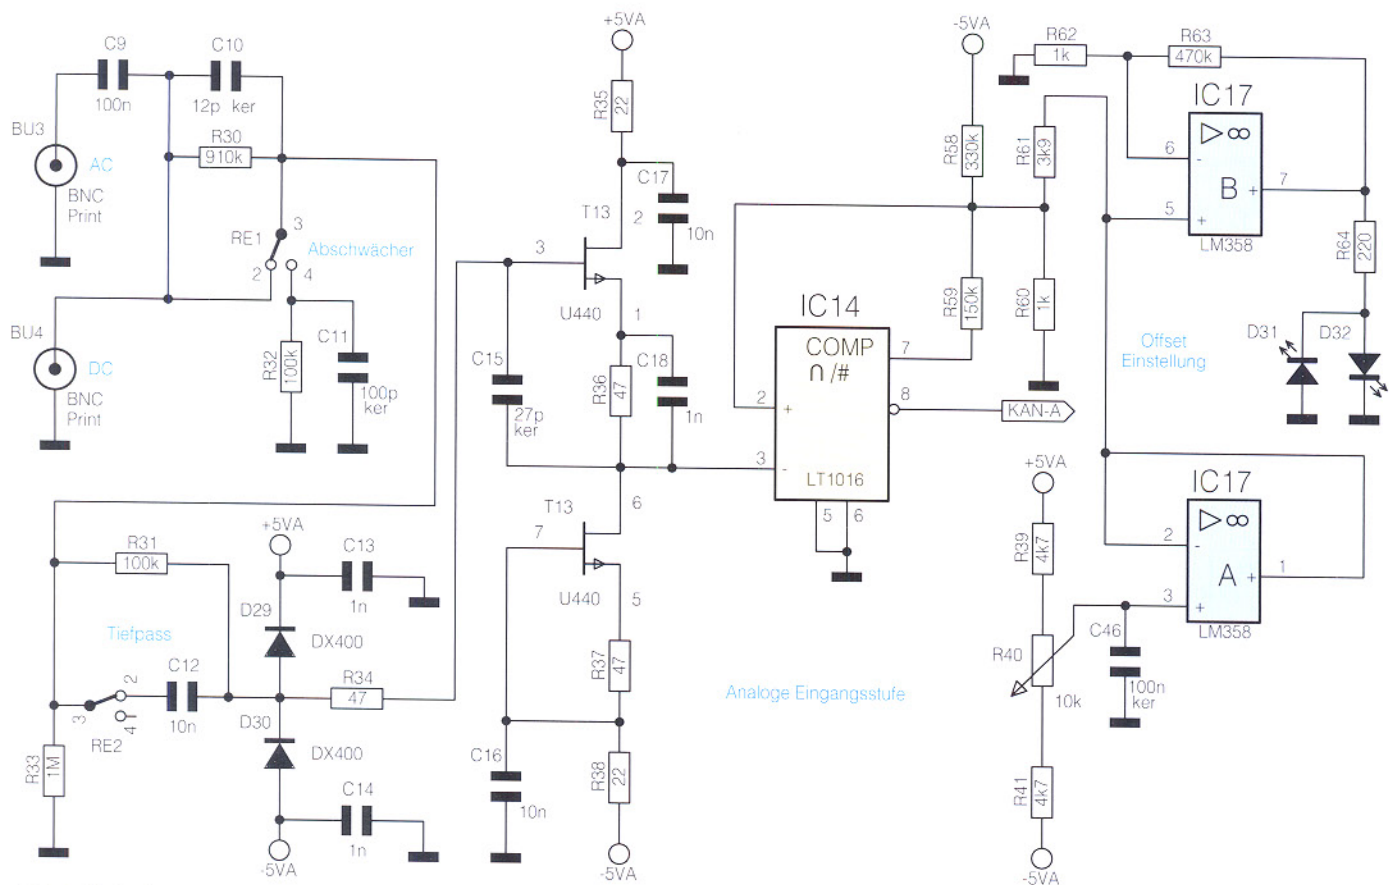 C9
100n
C10
12p ker
BU3
AC
BNC
Print
R30
910k
RE1
3
2
4
Abschwächer
BU4
DC
BNC
Print
R32
100k
C11
100p
ker
+5VA
R35
22
C17
10n
T13
2
3
U440
1
C15
27p
ker
R36
47
C18
1n
T13
6
7
U440
5
R37
47
C16
10n
R38
22
-5VA
R31
100k
Tiefpass
3
2
4
RE2
C12
10n
R33
1M
+5VA
C13
1n
D29
DX400
R34
47
D30
DX400
C14
1n
-5VA
-5VA
R58
330k
R61
3k9
R59
150k
R60
1k
IC14
COMP
∩ /#
7
2
+
8
KAN-A
3
-
LT1016
5
6
R62
1k
R63
470k
IC17
▷∞
6
-
B
+
7
5
+
LM358
R64
220
D31
D32
Offset
Einstellung
+5VA
R39
4k7
R40
10k
R41
4k7
-5VA
IC17
▷∞
2
-
A
+
1
3
+
LM358
C46
100n
ker
Analoge Eingangsstufe